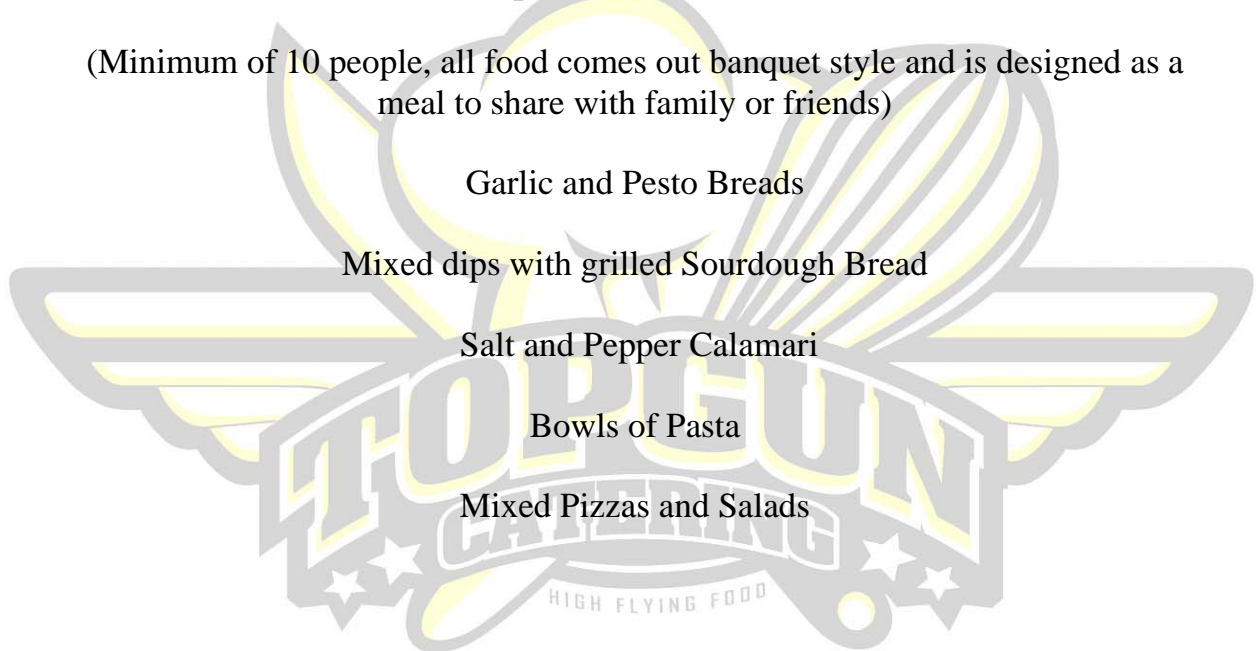 (Minimum of 10 people, all food comes out banquet style and is designed as a
meal to share with family or friends)
Garlic and Pesto Breads
Mixed dips with grilled Sourdough Bread
Salt and Pepper Calamari
Bowls of Pasta
Mixed Pizzas and Salads
TOPGUN
CATERING
HIGH FLYING FOOD